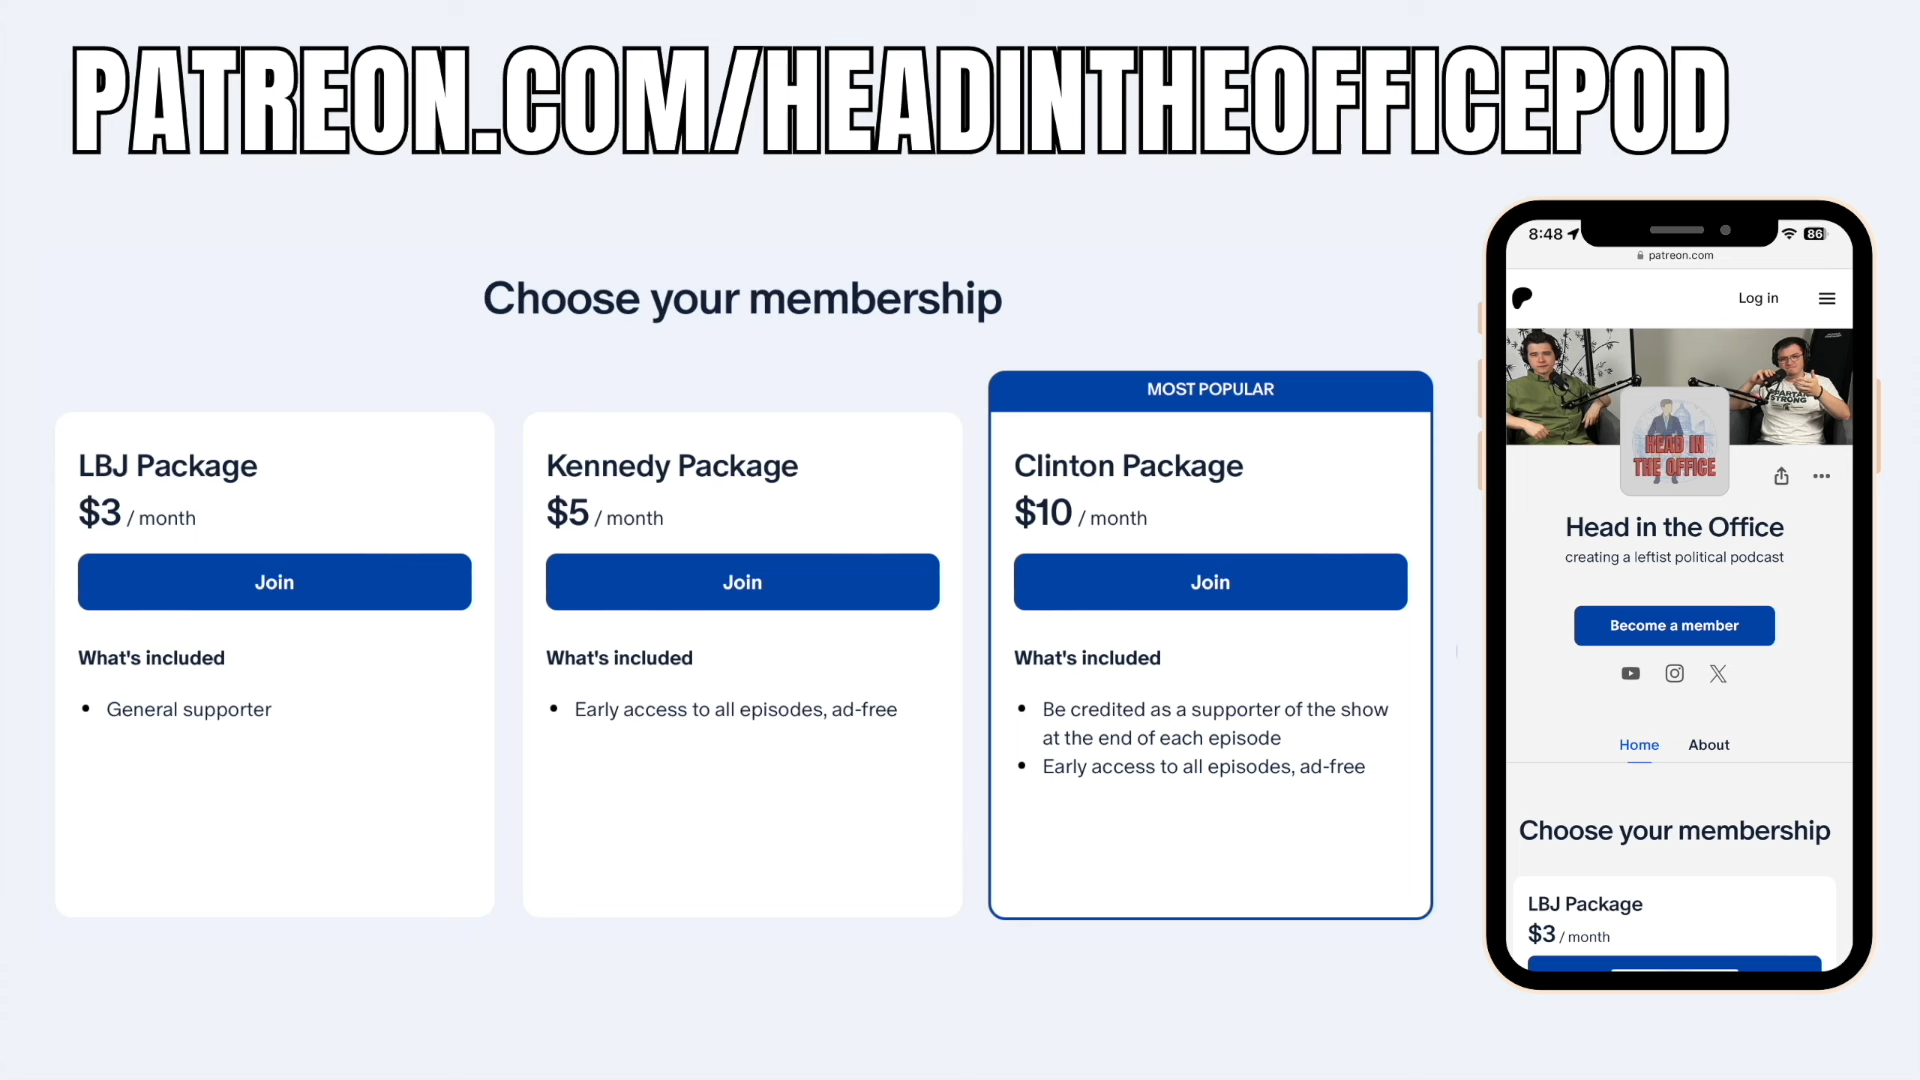 PATREON.COM/HEADINTHEOFFICEPOD
Choose your membership
LBJ Package
$3 / month
Join
What's included
• General supporter
Kennedy Package
$5 / month
Join
What's included
• Early access to all episodes, ad-free
MOST POPULAR
Clinton Package
$10 / month
Join
What's included
• Be credited as a supporter of the show
at the end of each episode
• Early access to all episodes, ad-free
8:48
86
patreon.com
Log in
SPARTAN
STRONG
HEAD IN
THE OFFICE
Head in the Office
creating a leftist political podcast
Become a member
Home About
Choose your membership
LBJ Package
$3 / month